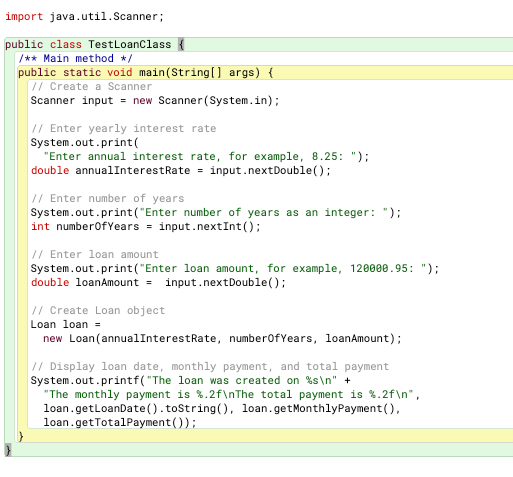 import java.util.Scanner;
public class TestLoanClass {
/** Main method */
public static void main(String[] args) {
// Create a Scanner
Scanner input = new Scanner(System.in);
// Enter yearly interest rate
System.out.print(
"Enter annual interest rate, for example, 8.25: ");
double annualInterestRate = input.nextDouble();
// Enter number of years
System.out.print("Enter number of years as an integer: ");
int numberOfYears = input.nextInt();
// Enter loan amount
System.out.print("Enter loan amount, for example, 120000.95: ");
double loanAmount =  input.nextDouble();
// Create Loan object
Loan loan =
new Loan(annualInterestRate, numberOfYears, loanAmount);
// Display loan date, monthly payment, and total payment
System.out.printf("The loan was created on %s\n" +
"The monthly payment is %.2f\nThe total payment is %.2f\n",
loan.getLoanDate().toString(), loan.getMonthlyPayment(),
loan.getTotalPayment());
}
}